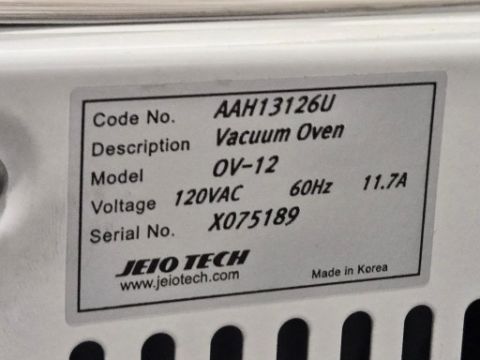 Code No. AAH13126U
Description Vacuum Oven
Model OV-12
Voltage 120VAC 60Hz 11.7A
Serial No. X075189
JEIO TECH
www.jeiotech.com Made in Korea